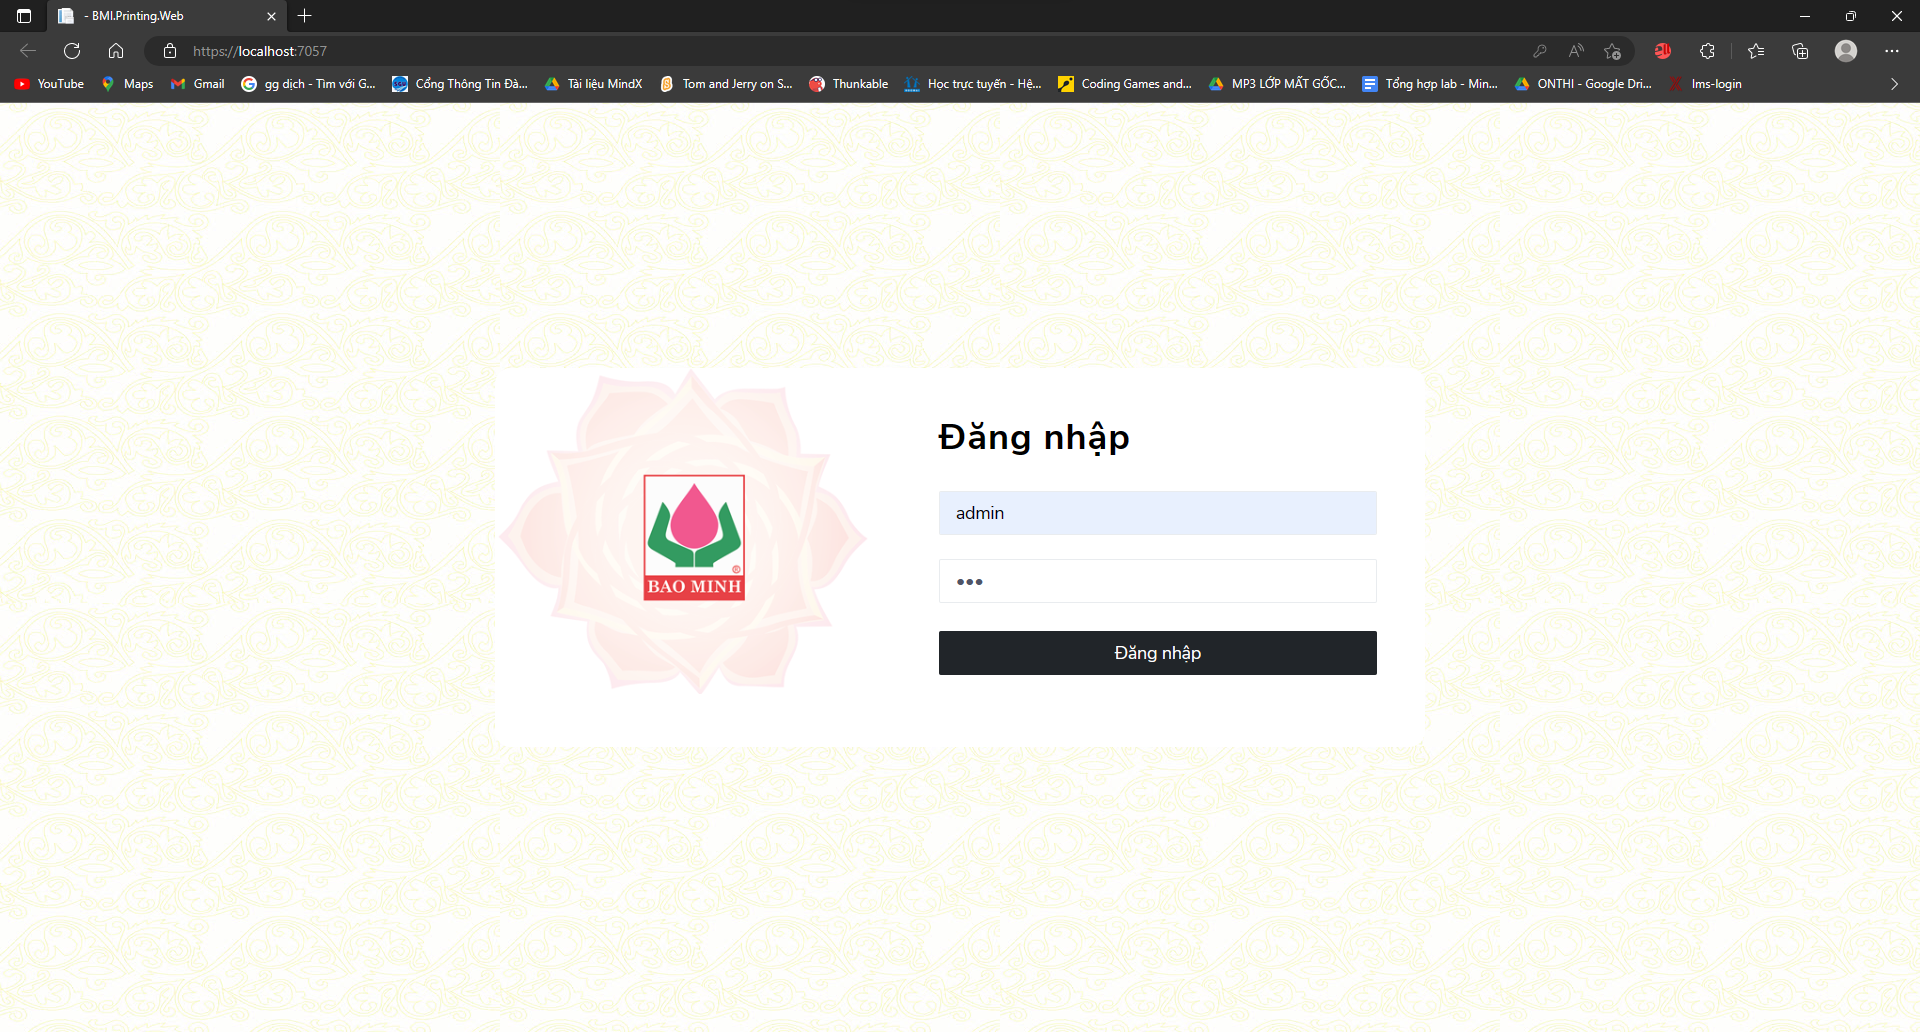 - BMI.Printing.Web
https://localhost:7057
YouTube
Maps
Gmail
gg dịch - Tìm với G...
Cổng Thông Tin Đà...
Tài liệu MindX
Tom and Jerry on S...
Thunkable
Học trực tuyến - Hệ...
Coding Games and...
MP3 LỚP MẤT GỐC...
Tổng hợp lab - Min...
ONTHI - Google Dri...
lms-login
BAO MINH
®
Đăng nhập
admin
Đăng nhập